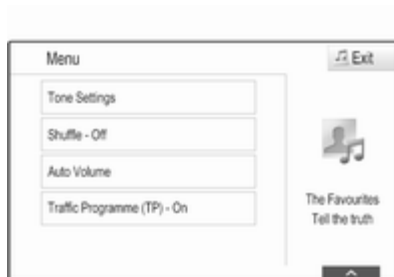 Menu
Exit
Tone Settings
Shuffle - Off
Auto Volume
Traffic Programme (TP) - On
The Favourites
Tell the truth